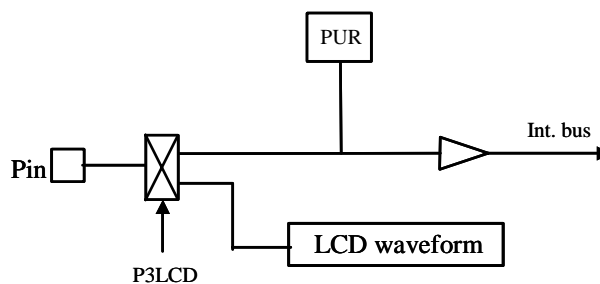 PUR
Int. bus
Pin
LCD waveform
P3LCD